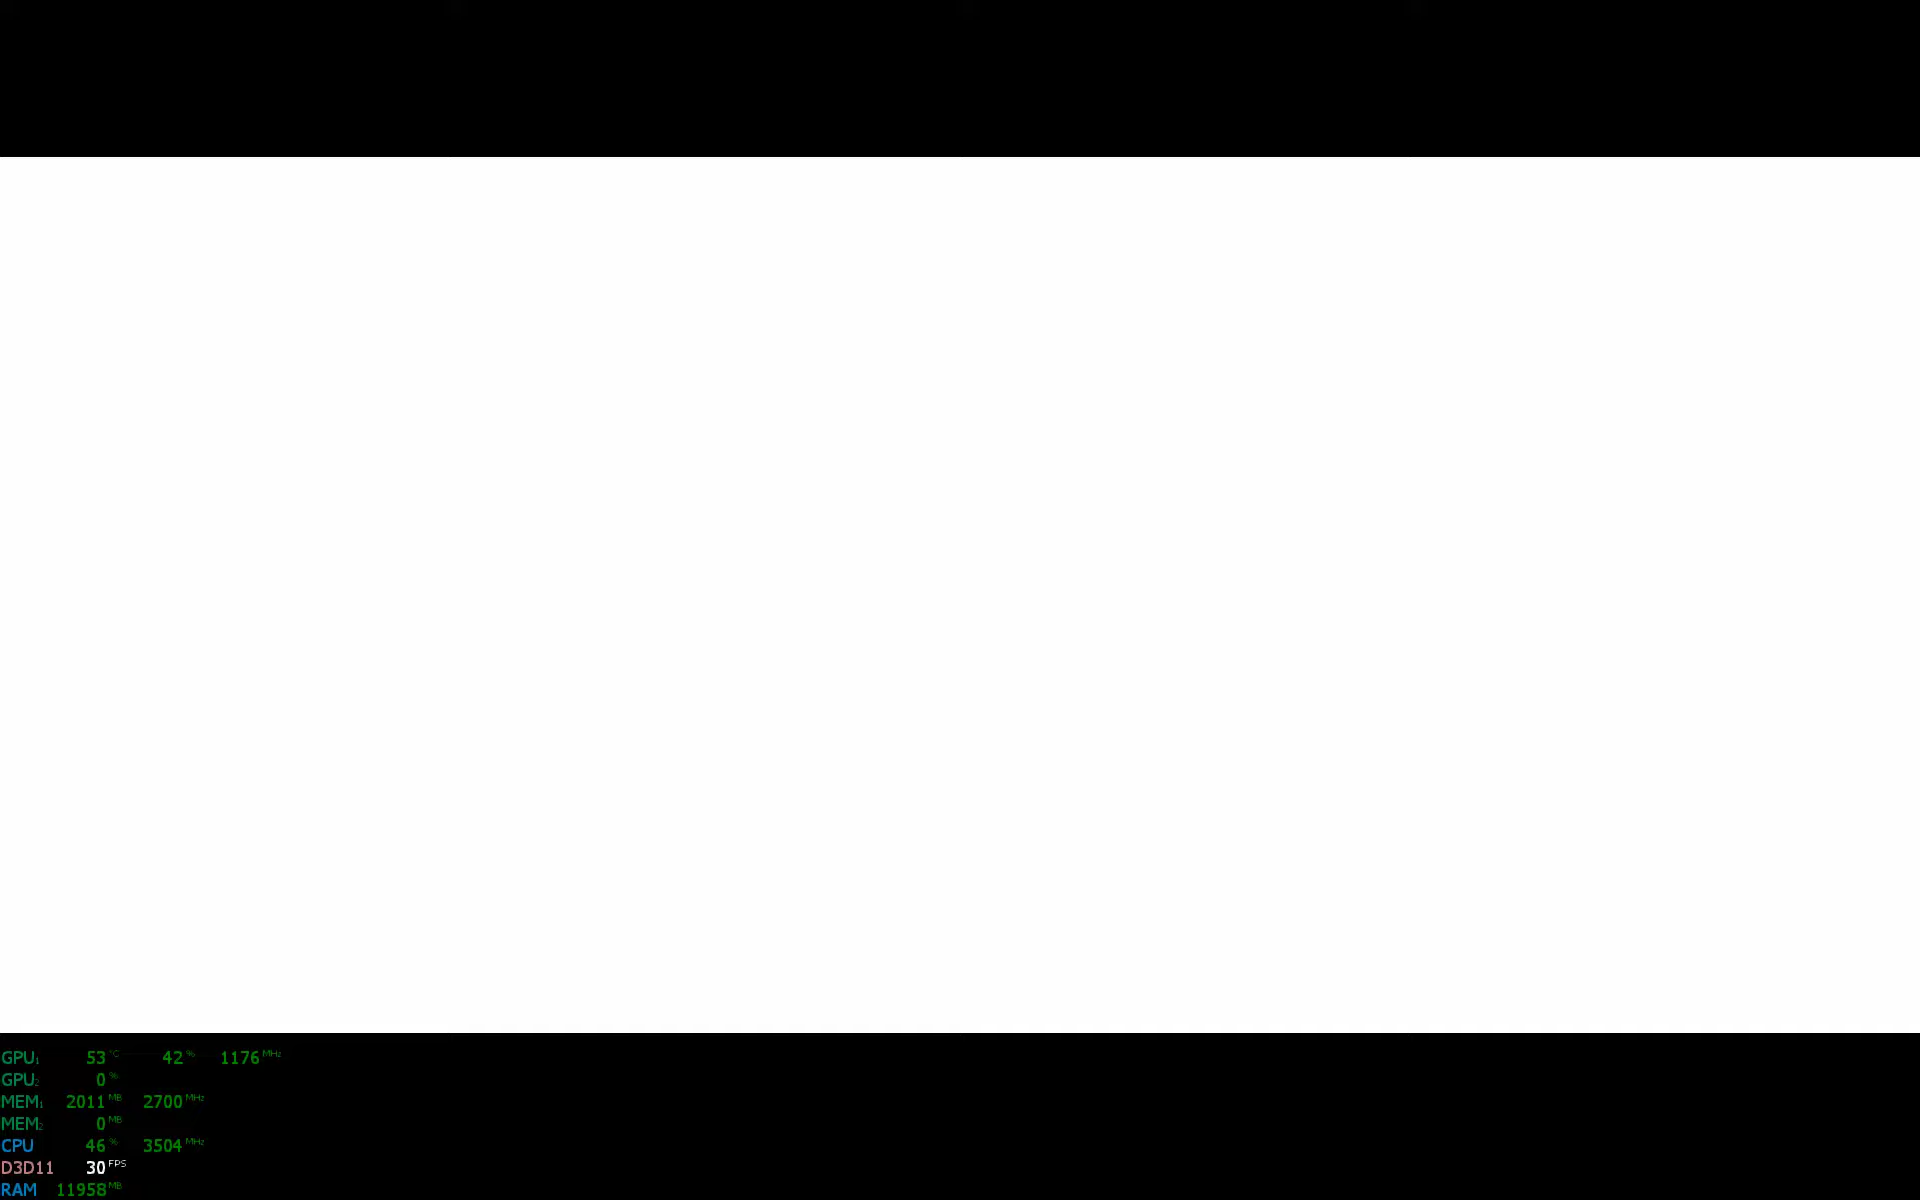 GPU1 53 °C 42 % 1176 MHz
GPU2 0 %
MEM1 2011 MB 2700 MHz
MEM2 0 MB
CPU 46 % 3504 MHz
D3D11 30 FPS
RAM 11958 MB